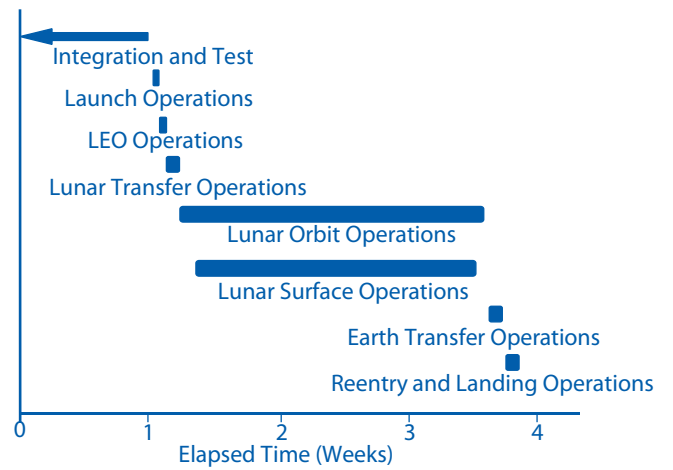 Integration and Test
Launch Operations
LEO Operations
Lunar Transfer Operations
Lunar Orbit Operations
Lunar Surface Operations
Earth Transfer Operations
Reentry and Landing Operations
0 1 2 3 4
Elapsed Time (Weeks)